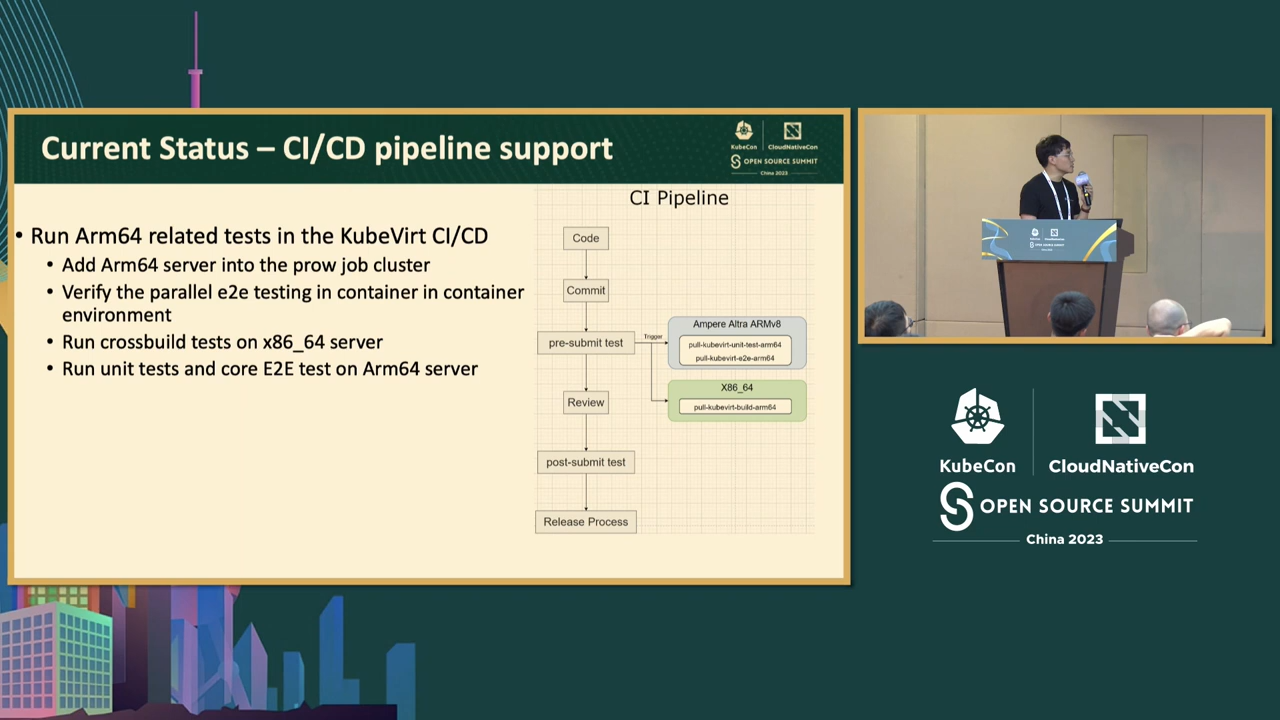 Current Status – CI/CD pipeline support
KubeCon
CloudNativeCon
OPEN SOURCE SUMMIT
China 2023
• Run Arm64 related tests in the KubeVirt CI/CD
• Add Arm64 server into the prow job cluster
• Verify the parallel e2e testing in container in container
environment
• Run crossbuild tests on x86_64 server
• Run unit tests and core E2E test on Arm64 server
CI Pipeline
Code
Commit
pre-submit test
Trigger
Ampere Altra ARMv8
pull-kubevirt-unit-test-arm64
pull-kubevirt-e2e-arm64
X86_64
pull-kubevirt-build-arm64
Review
post-submit test
Release Process
KubeCon
CloudNativeCon
OPEN SOURCE SUMMIT
China 2023